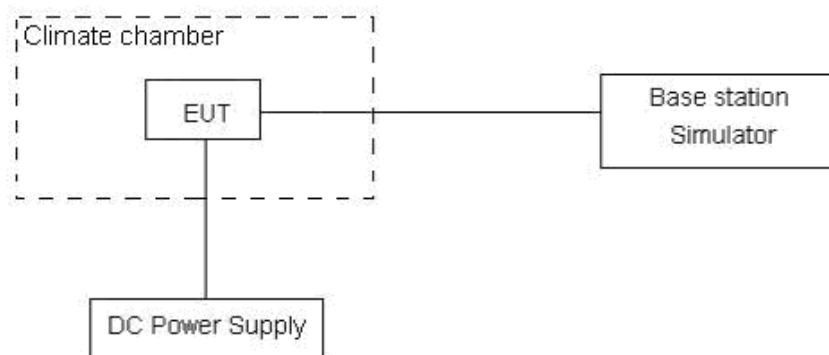 Climate chamber
EUT
Base station
Simulator
DC Power Supply